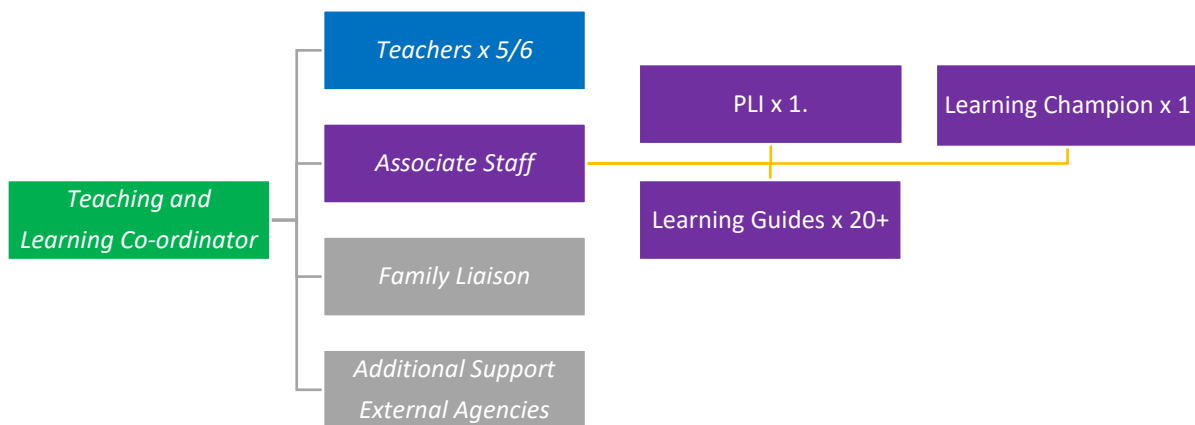 Teachers x 5/6
PLI x 1.
Learning Champion x 1
Associate Staff
Teaching and
Learning Co-ordinator
Learning Guides x 20+
Family Liaison
Additional Support
External Agencies